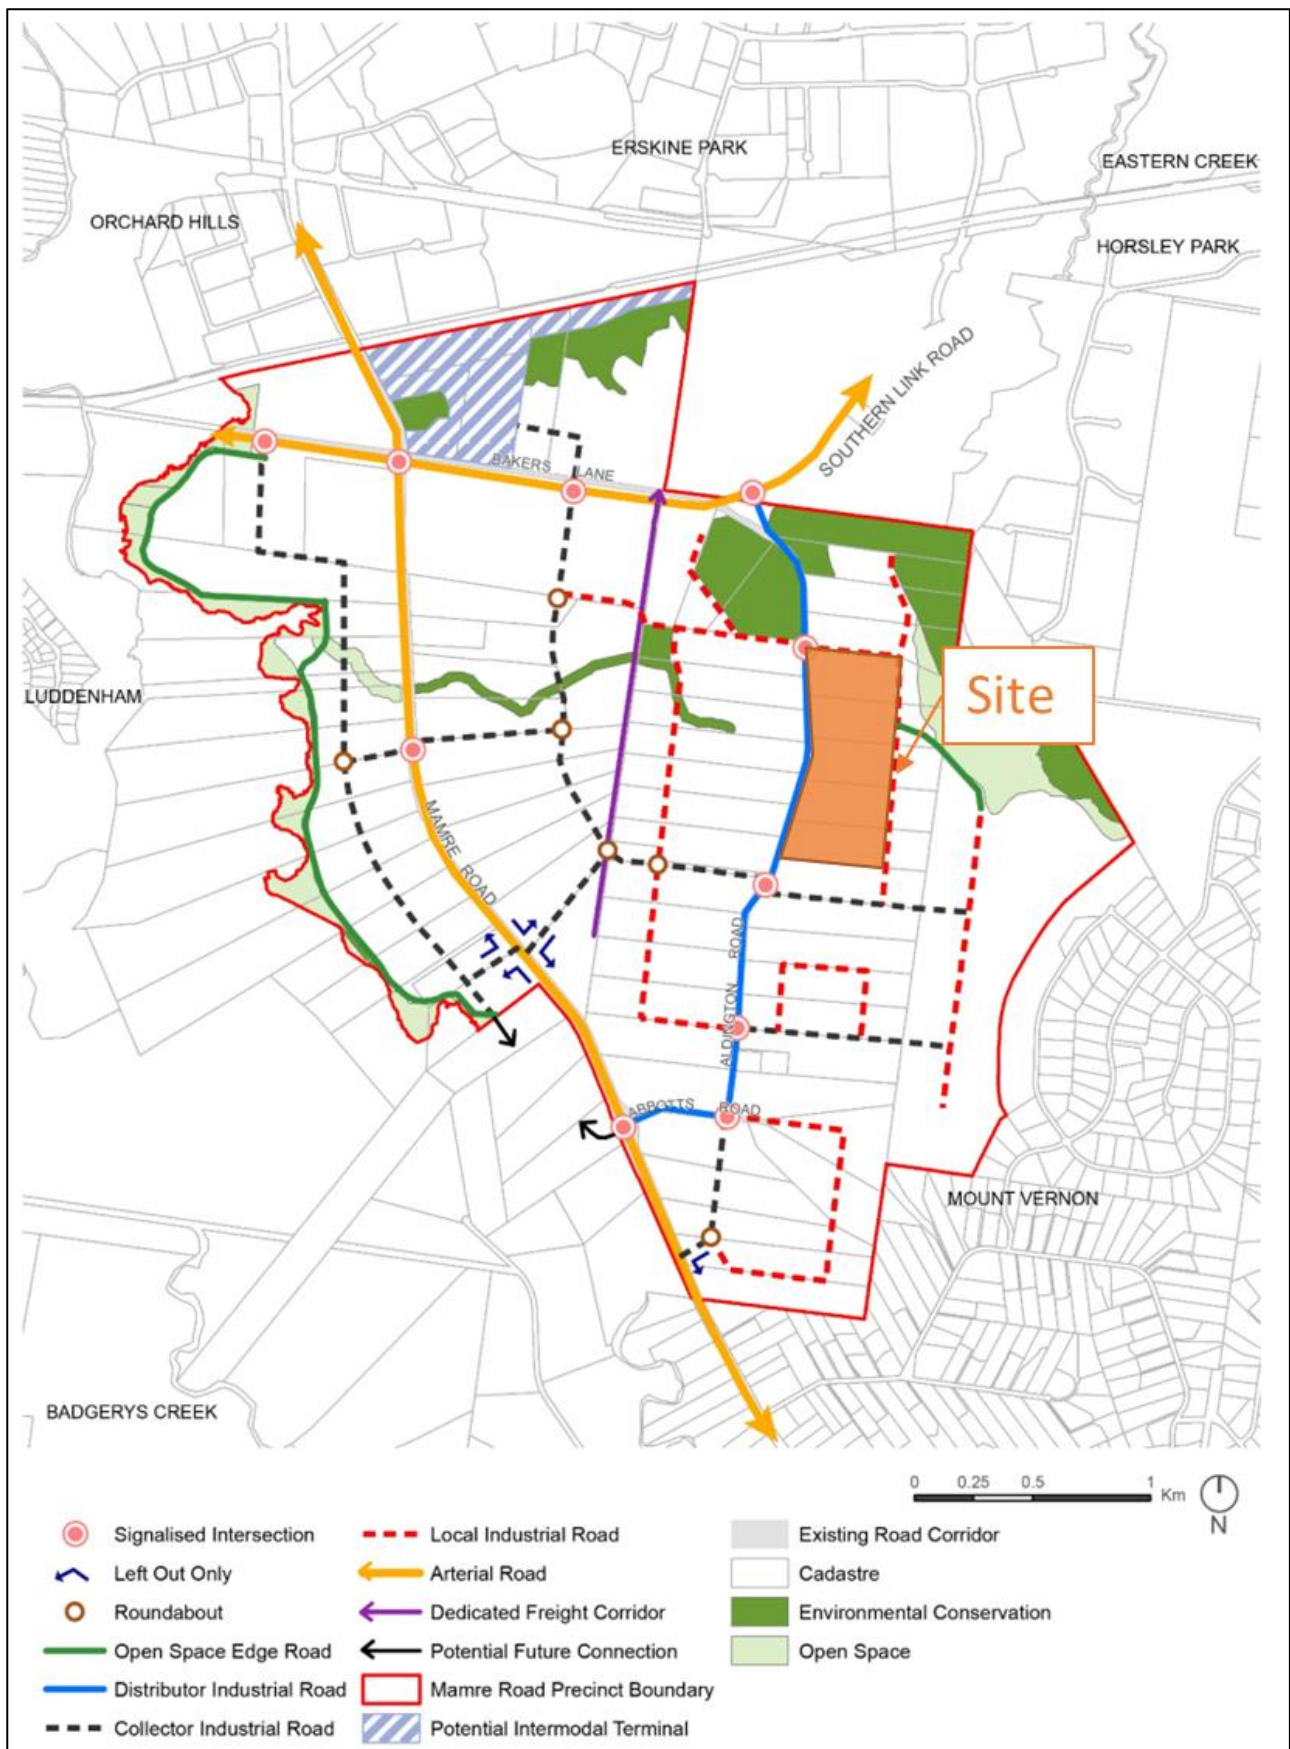 ERSKINE PARK
EASTERN CREEK
ORCHARD HILLS
HORSLEY PARK
SOUTHERN LINK ROAD
BAKERS LANE
LUDDENHAM
Site
MAMRE ROAD
ALDINGTON ROAD
ABBOTTS ROAD
MOUNT VERNON
BADGERYS CREEK
0 0.25 0.5 1 Km
N
Signalised Intersection
Left Out Only
Roundabout
Open Space Edge Road
Distributor Industrial Road
Collector Industrial Road
Local Industrial Road
Arterial Road
Dedicated Freight Corridor
Potential Future Connection
Mamre Road Precinct Boundary
Potential Intermodal Terminal
Existing Road Corridor
Cadastre
Environmental Conservation
Open Space